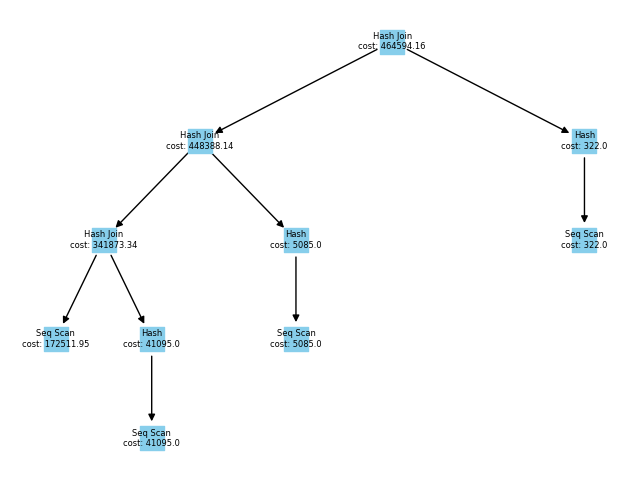 Hash Join
cost: 464594.16
Hash Join
cost: 448388.14
Hash
cost: 322.0
Hash Join
cost: 341873.34
Hash
cost: 5085.0
Seq Scan
cost: 322.0
Seq Scan
cost: 172511.95
Hash
cost: 41095.0
Seq Scan
cost: 5085.0
Seq Scan
cost: 41095.0